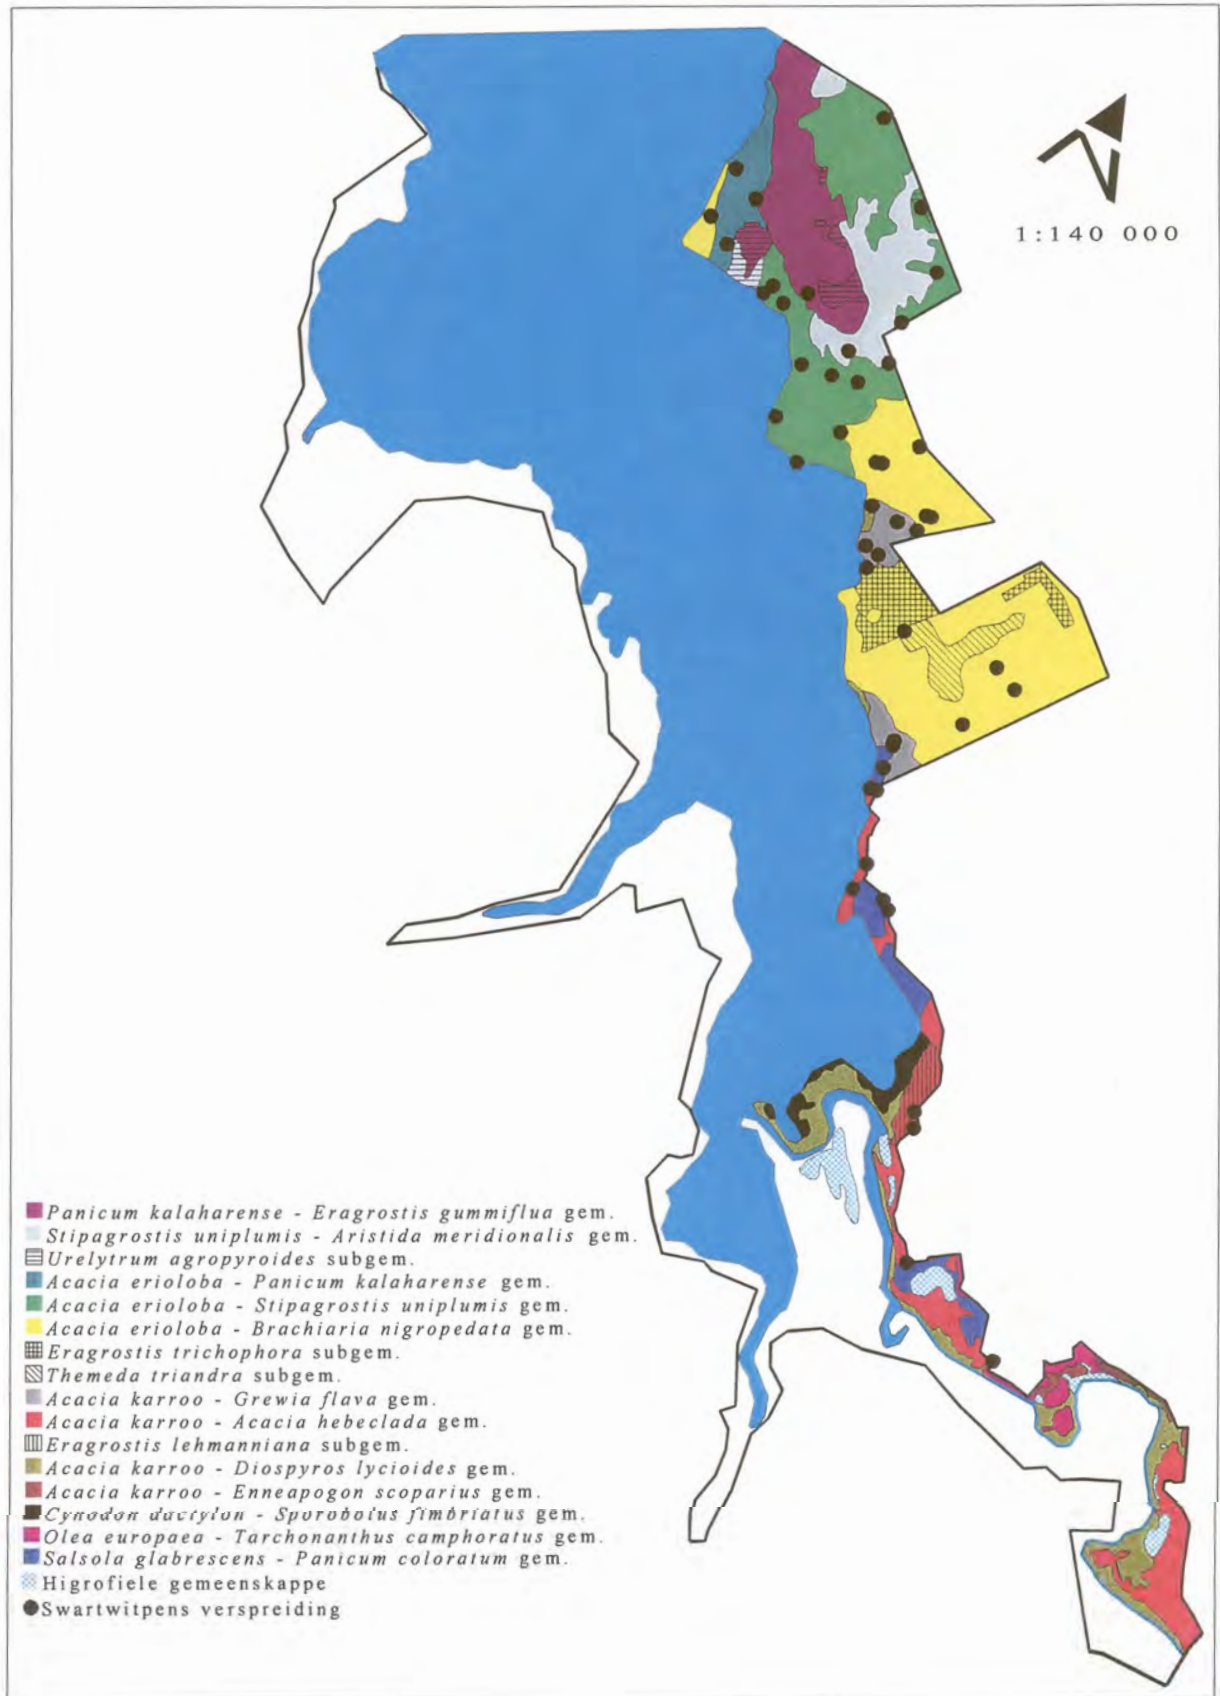 1:140 000
Panicum kalaharense - Eragrostis gummiflua gem.
Stipagrostis uniplumis - Aristida meridionalis gem.
Urelytrum agropyroides subgem.
Acacia erioloba - Panicum kalaharense gem.
Acacia erioloba - Stipagrostis uniplumis gem.
Acacia erioloba - Brachiaria nigropedata gem.
Eragrostis trichophora subgem.
Themeda triandra subgem.
Acacia karroo - Grewia flava gem.
Acacia karroo - Acacia hebeclada gem.
Eragrostis lehmanniana subgem.
Acacia karroo - Diospyros lycioides gem.
Acacia karroo - Enneapogon scoparius gem.
Cynodon dactylon - Sporobolus fimbriatus gem.
Olea europaea - Tarchonanthus camphoratus gem.
Salsola glabrescens - Panicum coloratum gem.
Higrofiele gemeenskappe
Swartwitpens verspreiding